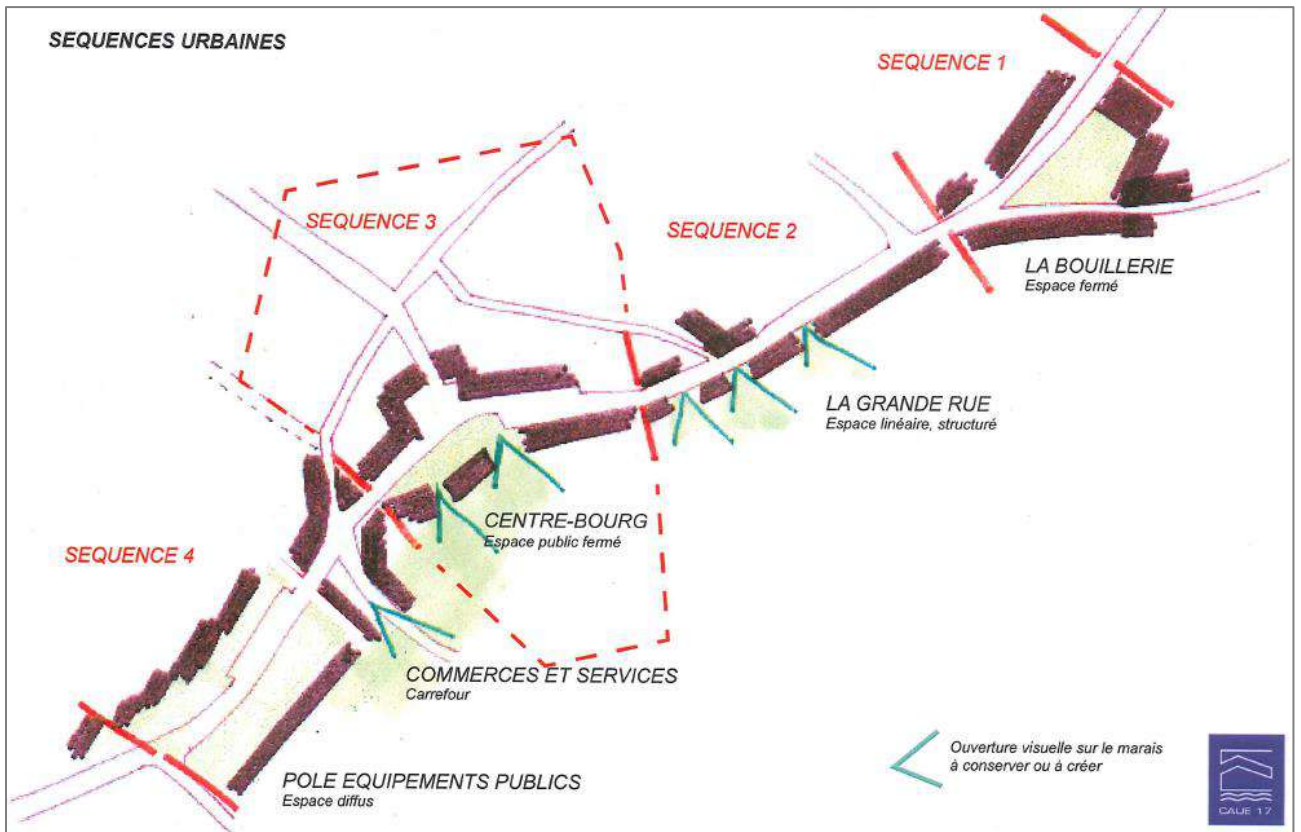 SEQUENCES URBAINES
SEQUENCE 1
SEQUENCE 3
SEQUENCE 2
LA BOUILLERIE
Espace fermé
LA GRANDE RUE
Espace linéaire, structuré
CENTRE-BOURG
Espace public fermé
SEQUENCE 4
COMMERCES ET SERVICES
Carrefour
POLE EQUIPEMENTS PUBLICS
Espace diffus
Ouverture visuelle sur le marais
à conserver ou à créer
CAUE 17